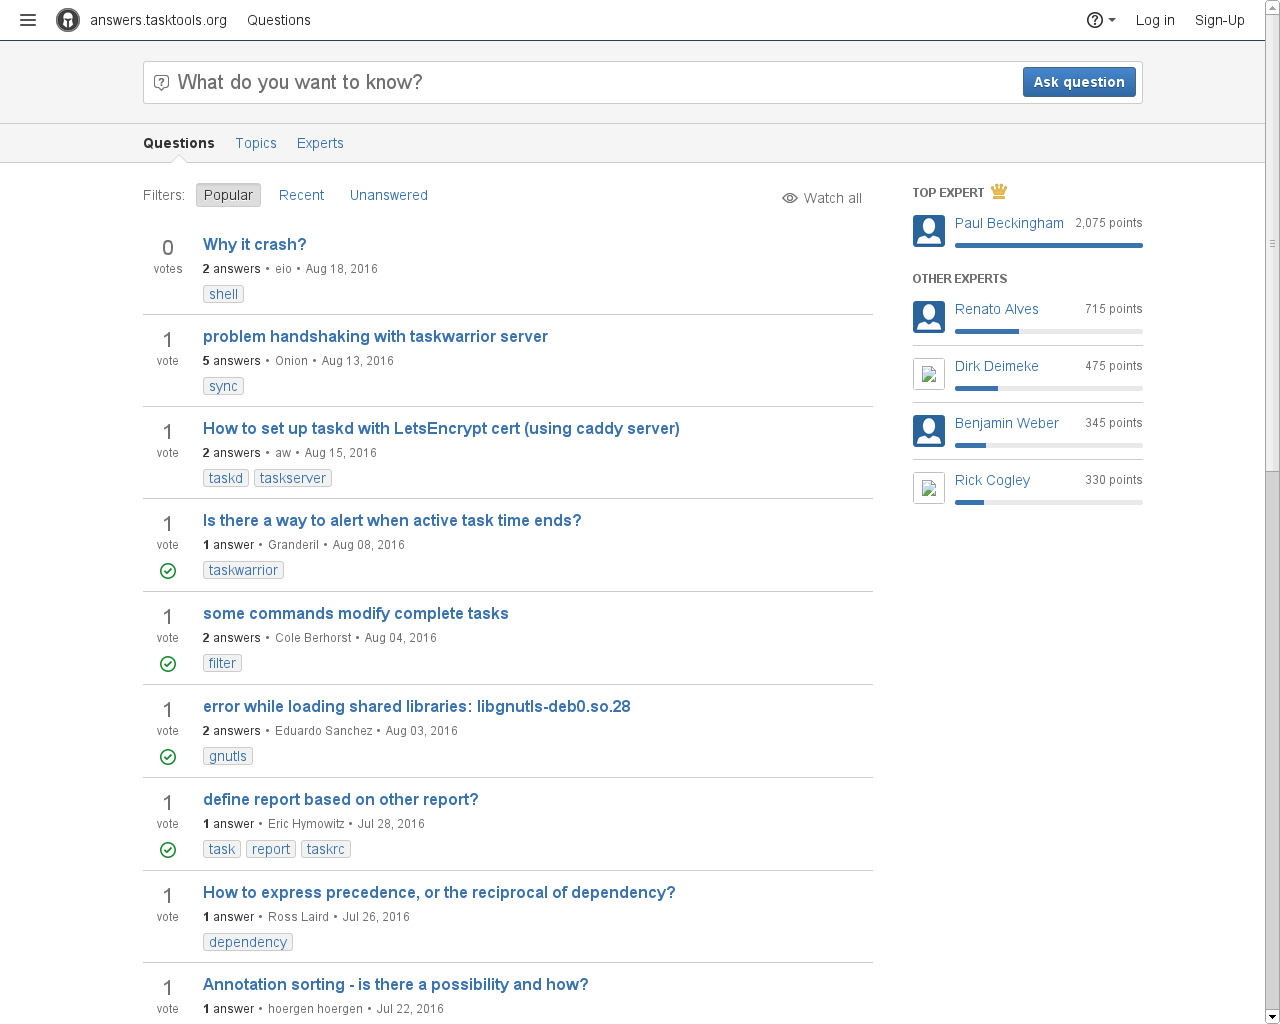 answers.tasktools.org Questions Log in Sign-Up
What do you want to know? Ask question
Questions Topics Experts
Filters: Popular Recent Unanswered Watch all
0 votes
Why it crash?
2 answers • eio • Aug 18, 2016
shell
1 vote
problem handshaking with taskwarrior server
5 answers • Onion • Aug 13, 2016
sync
1 vote
How to set up taskd with LetsEncrypt cert (using caddy server)
2 answers • aw • Aug 15, 2016
taskd taskserver
1 vote
Is there a way to alert when active task time ends?
1 answer • Granderil • Aug 08, 2016
taskwarrior
1 vote
some commands modify complete tasks
2 answers • Cole Berhorst • Aug 04, 2016
filter
1 vote
error while loading shared libraries: libgnutls-deb0.so.28
2 answers • Eduardo Sanchez • Aug 03, 2016
gnutls
1 vote
define report based on other report?
1 answer • Eric Hymowitz • Jul 28, 2016
task report taskrc
1 vote
How to express precedence, or the reciprocal of dependency?
1 answer • Ross Laird • Jul 26, 2016
dependency
1 vote
Annotation sorting - is there a possibility and how?
1 answer • hoergen hoergen • Jul 22, 2016
TOP EXPERT
Paul Beckingham 2,075 points
OTHER EXPERTS
Renato Alves 715 points
Dirk Deimeke 475 points
Benjamin Weber 345 points
Rick Cogley 330 points